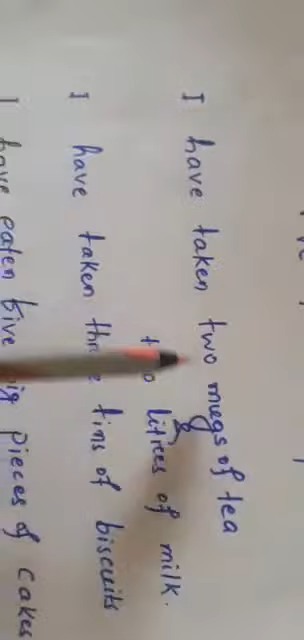 I have taken two mugs of tea
two litres of milk.
I have taken three tins of biscuits
I have eaten five big pieces of cakes